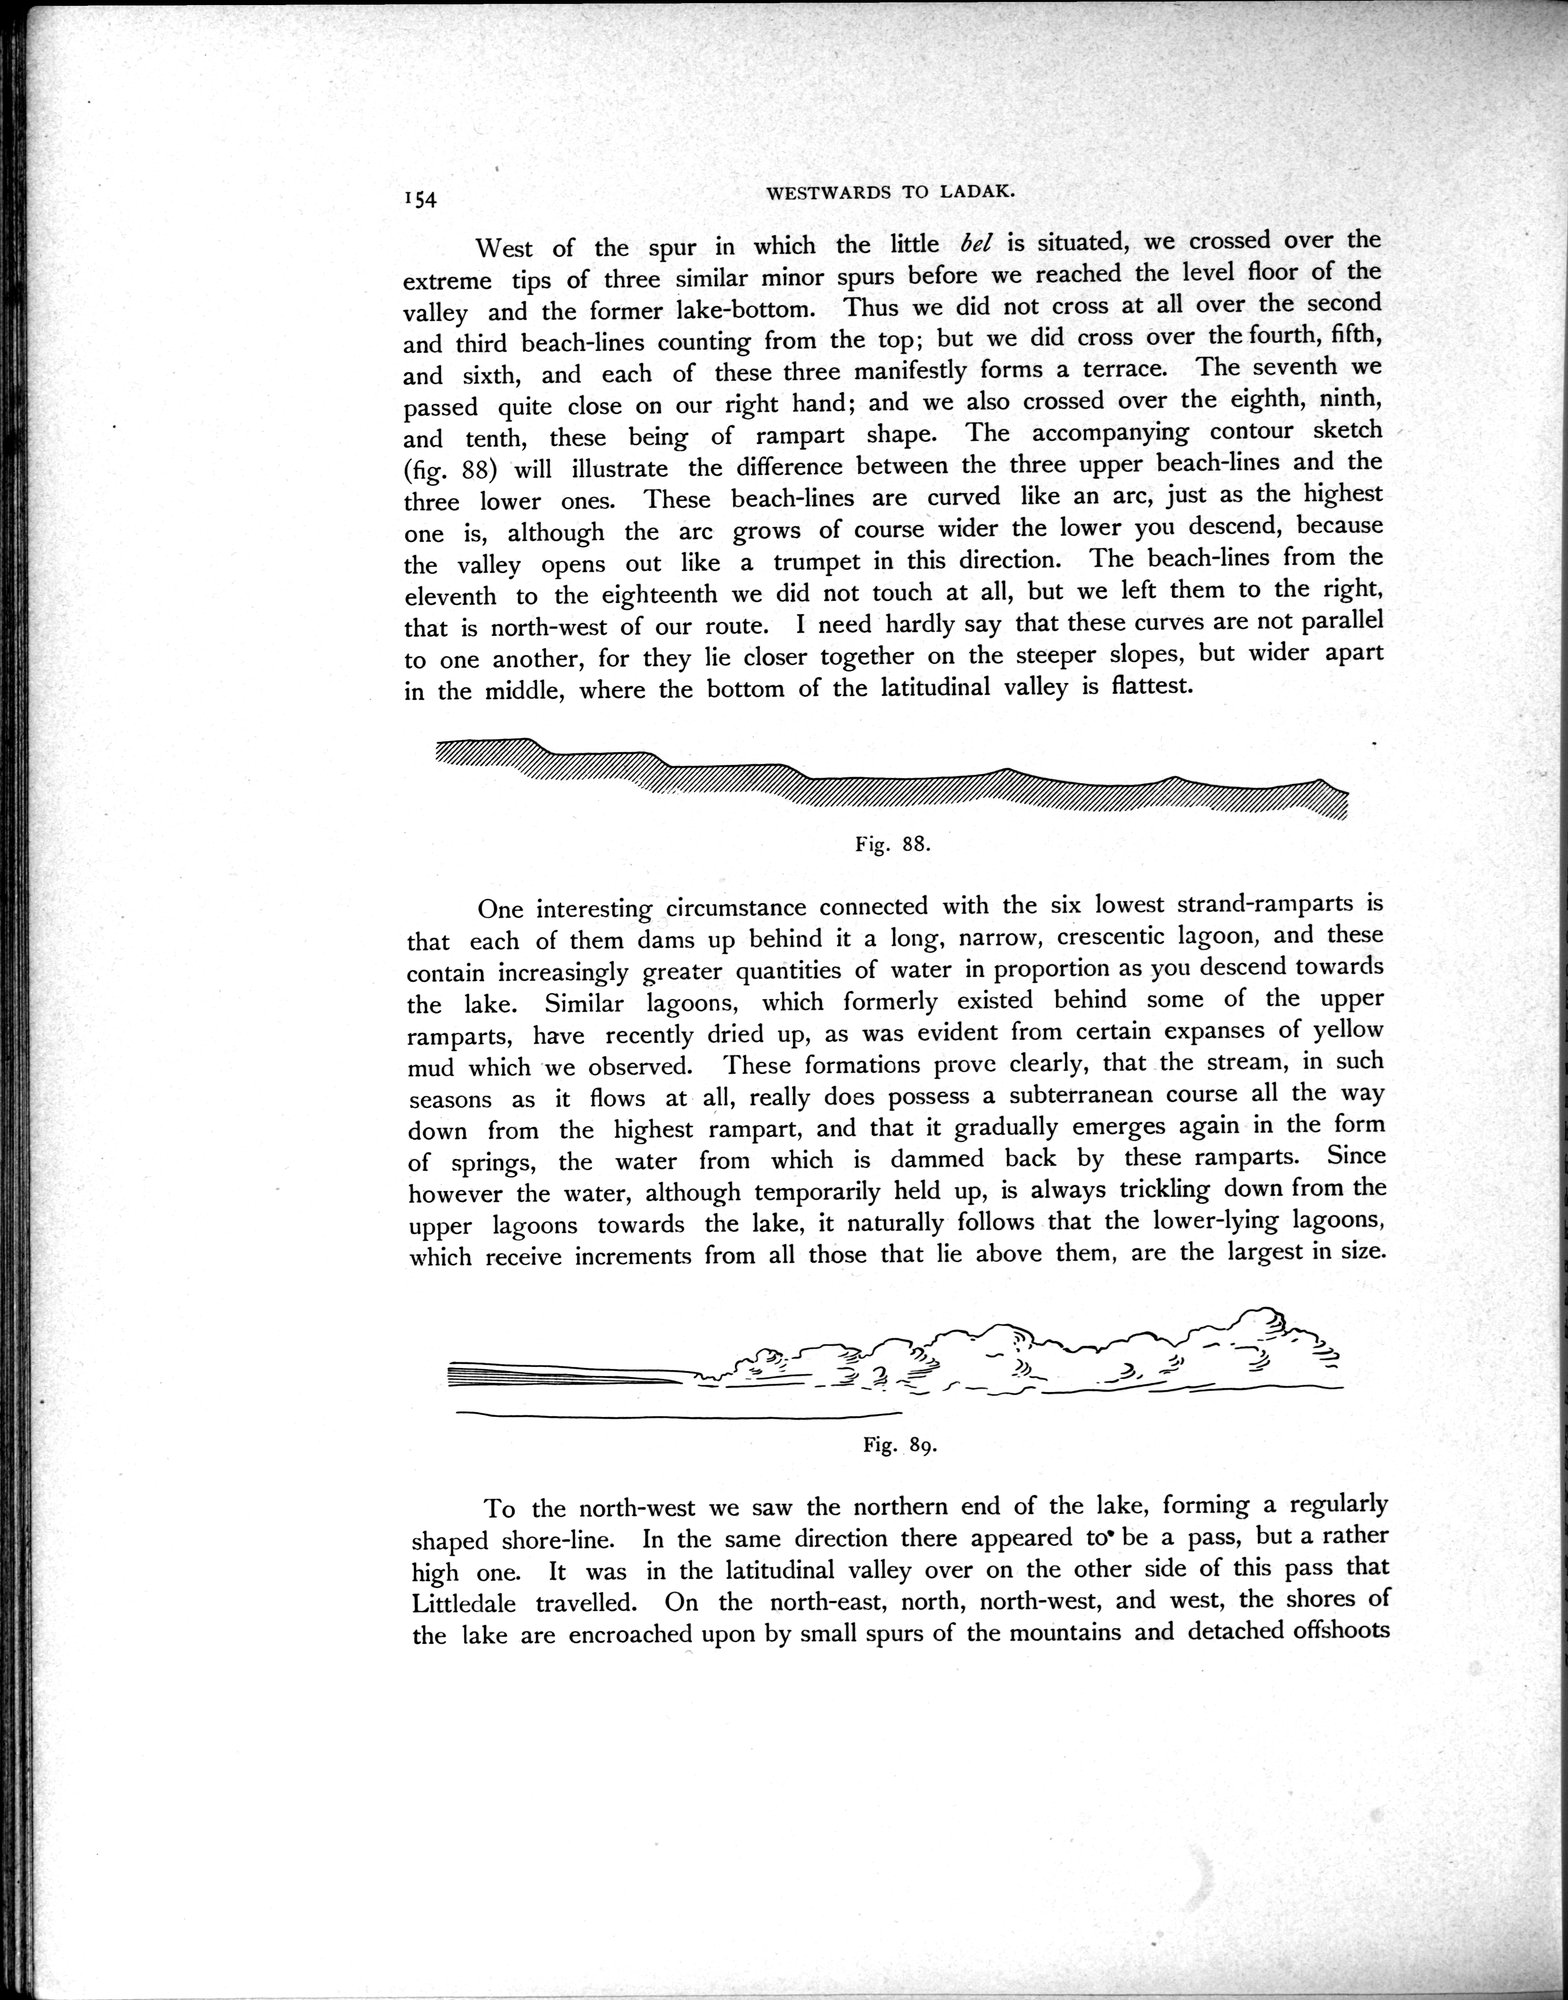 154
WESTWARDS TO LADAK.
West of the spur in which the little bel is situated, we crossed over the
extreme tips of three similar minor spurs before we reached the level floor of the
valley and the former lake-bottom. Thus we did not cross at all over the second
and third beach-lines counting from the top; but we did cross over the fourth, fifth,
and sixth, and each of these three manifestly forms a terrace. The seventh we
passed quite close on our right hand; and we also crossed over the eighth, ninth,
and tenth, these being of rampart shape. The accompanying contour sketch
(fig. 88) will illustrate the difference between the three upper beach-lines and the
three lower ones. These beach-lines are curved like an arc, just as the highest
one is, although the arc grows of course wider the lower you descend, because
the valley opens out like a trumpet in this direction. The beach-lines from the
eleventh to the eighteenth we did not touch at all, but we left them to the right,
that is north-west of our route. I need hardly say that these curves are not parallel
to one another, for they lie closer together on the steeper slopes, but wider apart
in the middle, where the bottom of the latitudinal valley is flattest.
Fig. 88.
One interesting circumstance connected with the six lowest strand-ramparts is
that each of them dams up behind it a long, narrow, crescentic lagoon, and these
contain increasingly greater quantities of water in proportion as you descend towards
the lake. Similar lagoons, which formerly existed behind some of the upper
ramparts, have recently dried up, as was evident from certain expanses of yellow
mud which we observed. These formations prove clearly, that the stream, in such
seasons as it flows at all, really does possess a subterranean course all the way
down from the highest rampart, and that it gradually emerges again in the form
of springs, the water from which is dammed back by these ramparts. Since
however the water, although temporarily held up, is always trickling down from the
upper lagoons towards the lake, it naturally follows that the lower-lying lagoons,
which receive increments from all those that lie above them, are the largest in size.
Fig. 89.
To the north-west we saw the northern end of the lake, forming a regularly
shaped shore-line. In the same direction there appeared to be a pass, but a rather
high one. It was in the latitudinal valley over on the other side of this pass that
Littledale travelled. On the north-east, north, north-west, and west, the shores of
the lake are encroached upon by small spurs of the mountains and detached offshoots